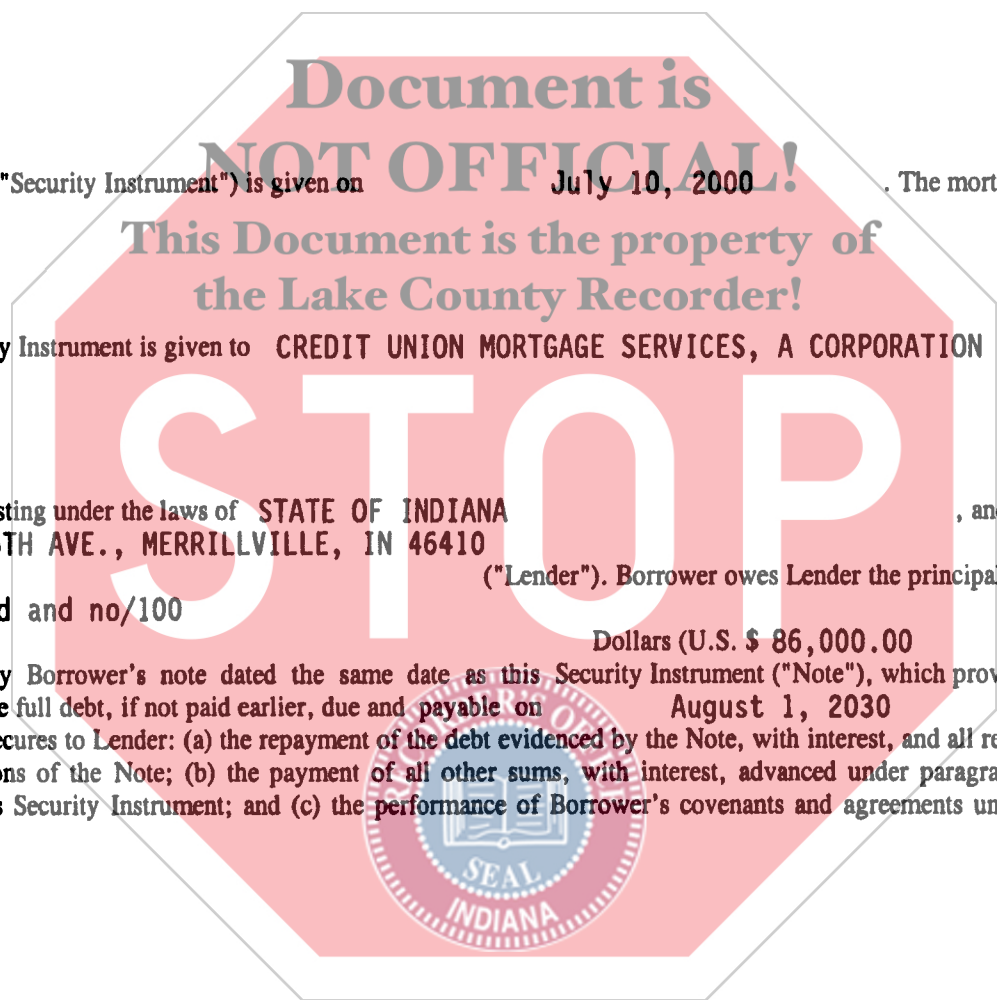 Document is
NOT OFFICIAL!
"Security Instrument") is given on July 10, 2000 . The mort
This Document is the property of
the Lake County Recorder!
y Instrument is given to CREDIT UNION MORTGAGE SERVICES, A CORPORATION
STOP
sting under the laws of STATE OF INDIANA , an
TH AVE., MERRILLVILLE, IN 46410
("Lender"). Borrower owes Lender the principal
d and no/100
Dollars (U.S. $ 86,000.00
y Borrower's note dated the same date as this Security Instrument ("Note"), which prov
e full debt, if not paid earlier, due and payable on August 1, 2030
ecures to Lender: (a) the repayment of the debt evidenced by the Note, with interest, and all re
ons of the Note; (b) the payment of all other sums, with interest, advanced under paragra
s Security Instrument; and (c) the performance of Borrower's covenants and agreements un
RECORDER'S OFFICE
SEAL
INDIANA